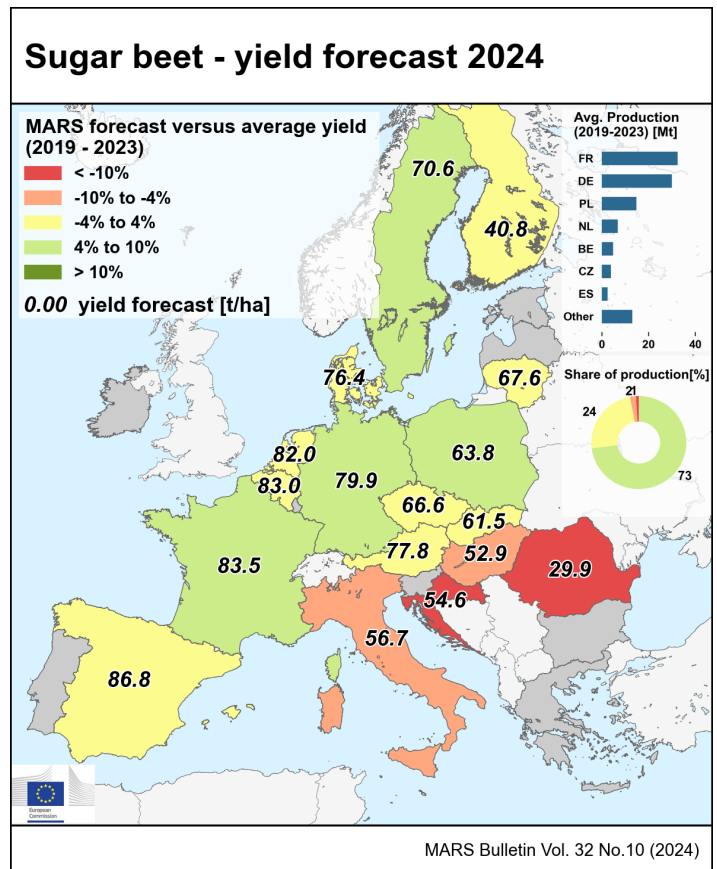 Sugar beet - yield forecast 2024
MARS forecast versus average yield
(2019 - 2023)
< -10%
-10% to -4%
-4% to 4%
4% to 10%
> 10%
0.00 yield forecast [t/ha]
Avg. Production
(2019-2023) [Mt]
FR
DE
PL
NL
BE
CZ
ES
Other
0 20 40
Share of production[%]
21
24
73
70.6
40.8
76.4
67.6
82.0
83.0
79.9
63.8
66.6
61.5
83.5
77.8
52.9
29.9
54.6
56.7
86.8
European
Commission
MARS Bulletin Vol. 32 No.10 (2024)